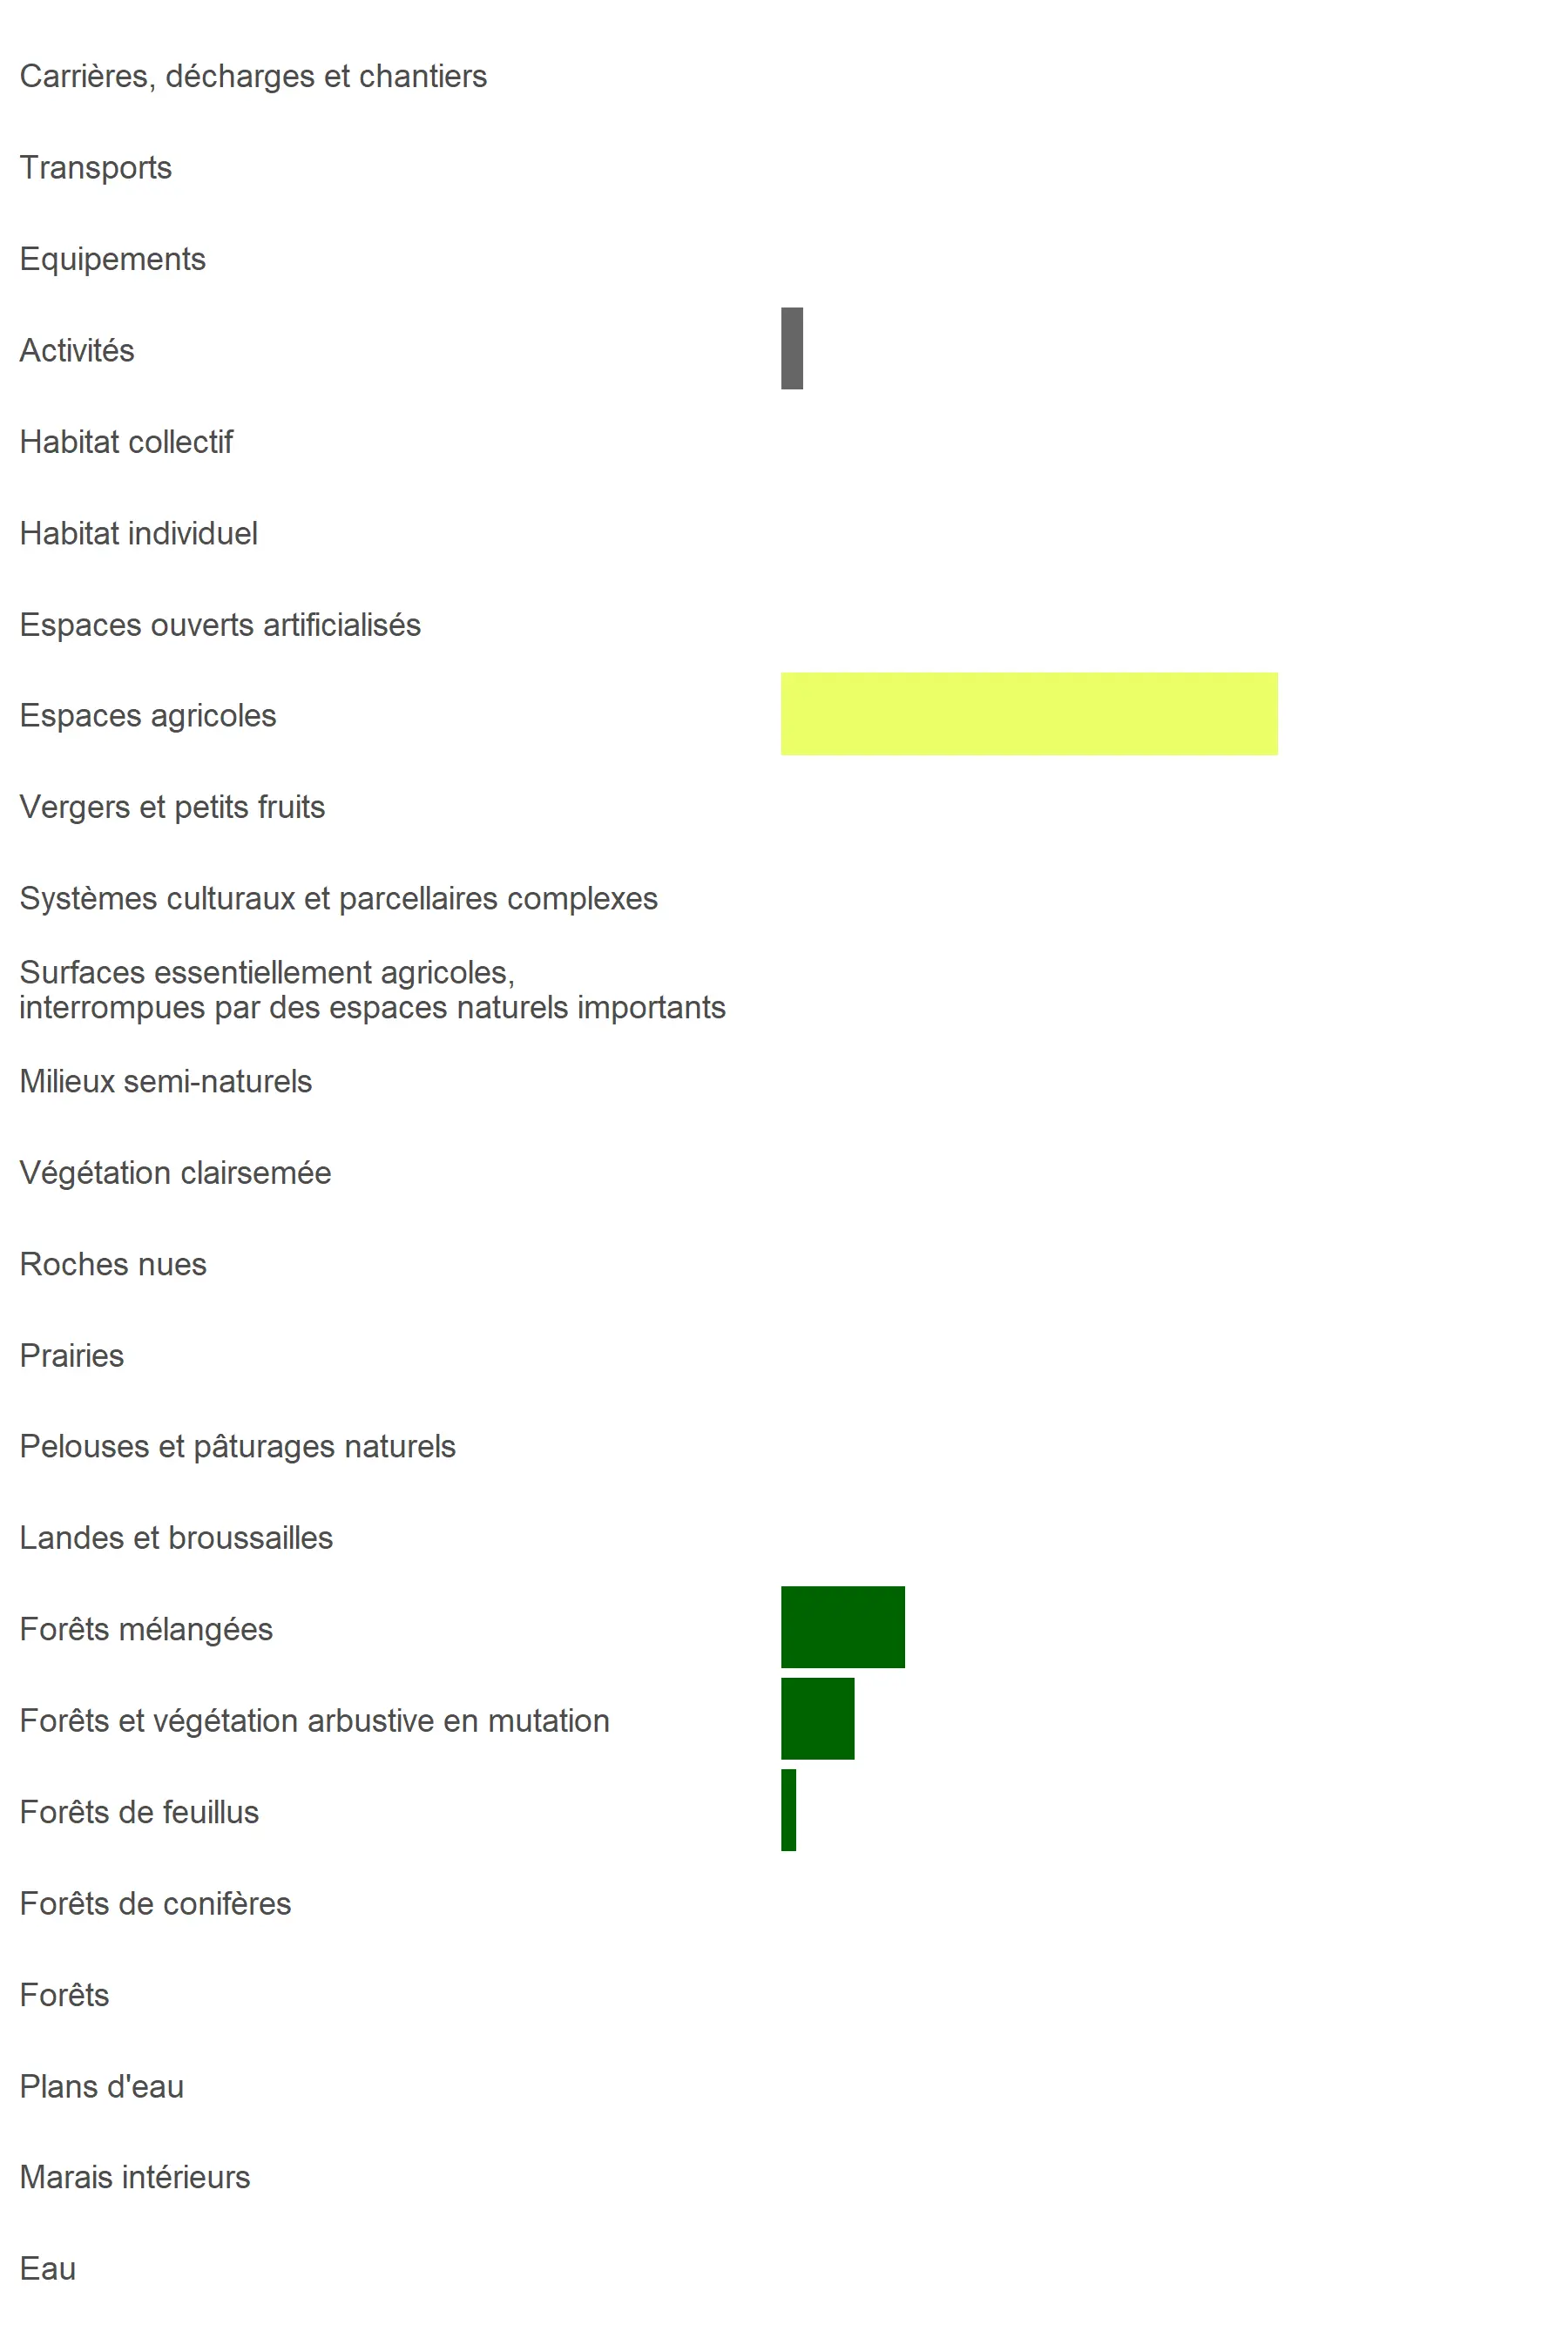 Carrières, décharges et chantiers
Transports
Equipements
Activités
Habitat collectif
Habitat individuel
Espaces ouverts artificialisés
Espaces agricoles
Vergers et petits fruits
Systèmes culturaux et parcellaires complexes
Surfaces essentiellement agricoles,
interrompues par des espaces naturels importants
Milieux semi-naturels
Végétation clairsemée
Roches nues
Prairies
Pelouses et pâturages naturels
Landes et broussailles
Forêts mélangées
Forêts et végétation arbustive en mutation
Forêts de feuillus
Forêts de conifères
Forêts
Plans d'eau
Marais intérieurs
Eau